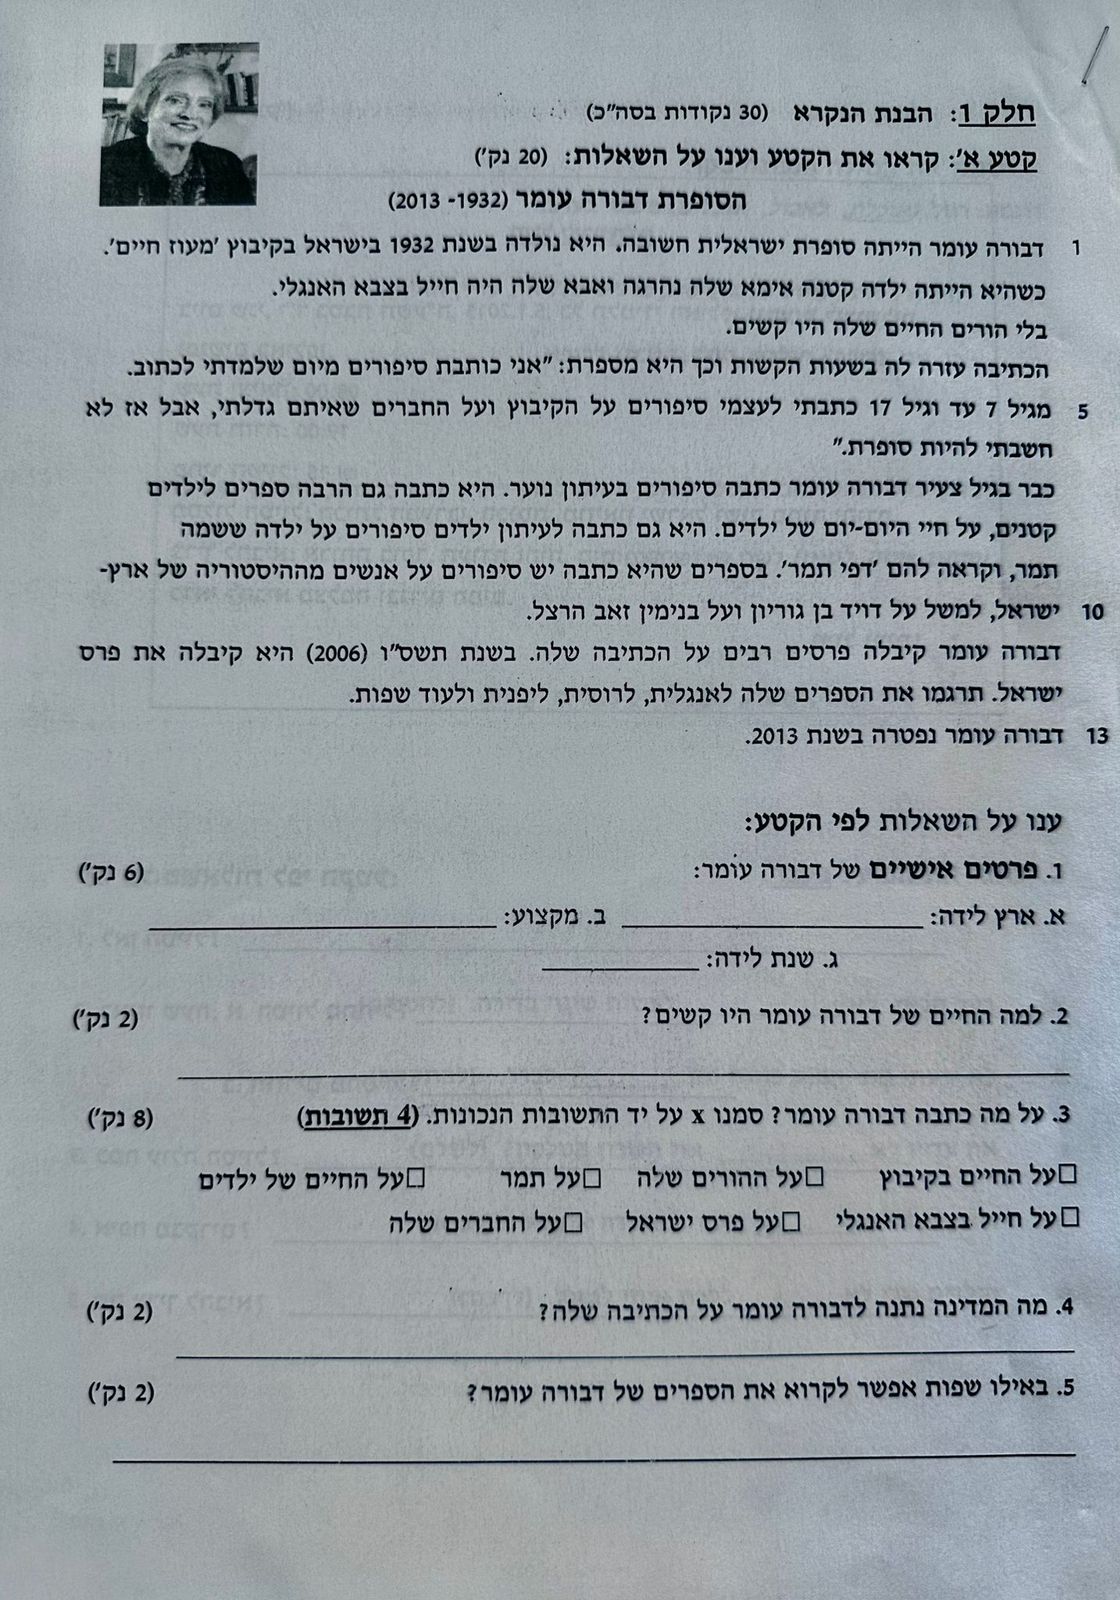 חלק 1: הבנת הנקרא (30 נקודות בסה"כ)
קטע א': קראו את הקטע וענו על השאלות: (20 נק')
הסופרת דבורה עומר (1932- 2013)
1 דבורה עומר הייתה סופרת ישראלית חשובה. היא נולדה בשנת 1932 בישראל בקיבוץ 'מעוז חיים'.
כשהיא הייתה ילדה קטנה אימא שלה נהרגה ואבא שלה היה חייל בצבא האנגלי.
בלי הורים החיים שלה היו קשים.
הכתיבה עזרה לה בשעות הקשות וכך היא מספרת: "אני כותבת סיפורים מיום שלמדתי לכתוב.
5 מגיל 7 עד וגיל 17 כתבתי לעצמי סיפורים על הקיבוץ ועל החברים שאיתם גדלתי, אבל אז לא
חשבתי להיות סופרת."
כבר בגיל צעיר דבורה עומר כתבה סיפורים בעיתון נוער. היא כתבה גם הרבה ספרים לילדים
קטנים, על חיי היום-יום של ילדים. היא גם כתבה לעיתון ילדים סיפורים על ילדה ששמה
תמר, וקראה להם 'דפי תמר'. בספרים שהיא כתבה יש סיפורים על אנשים מההיסטוריה של ארץ-
10 ישראל, למשל על דויד בן גוריון ועל בנימין זאב הרצל.
דבורה עומר קיבלה פרסים רבים על הכתיבה שלה. בשנת תשס"ו (2006) היא קיבלה את פרס
ישראל. תרגמו את הספרים שלה לאנגלית, לרוסית, ליפנית ולעוד שפות.
13 דבורה עומר נפטרה בשנת 2013.
ענו על השאלות לפי הקטע:
1. פרטים אישיים של דבורה עומר: (6 נק')
א. ארץ לידה: ____________ ב. מקצוע: ____________
ג. שנת לידה: ________
2. למה החיים של דבורה עומר היו קשים? (2 נק')
3. על מה כתבה דבורה עומר? סמנו x על יד התשובות הנכונות. (4 תשובות) (8 נק')
□על החיים בקיבוץ □על ההורים שלה □על תמר □על החיים של ילדים
□על חייל בצבא האנגלי □על פרס ישראל □על החברים שלה
4. מה המדינה נתנה לדבורה עומר על הכתיבה שלה? (2 נק')
5. באילו שפות אפשר לקרוא את הספרים של דבורה עומר? (2 נק')